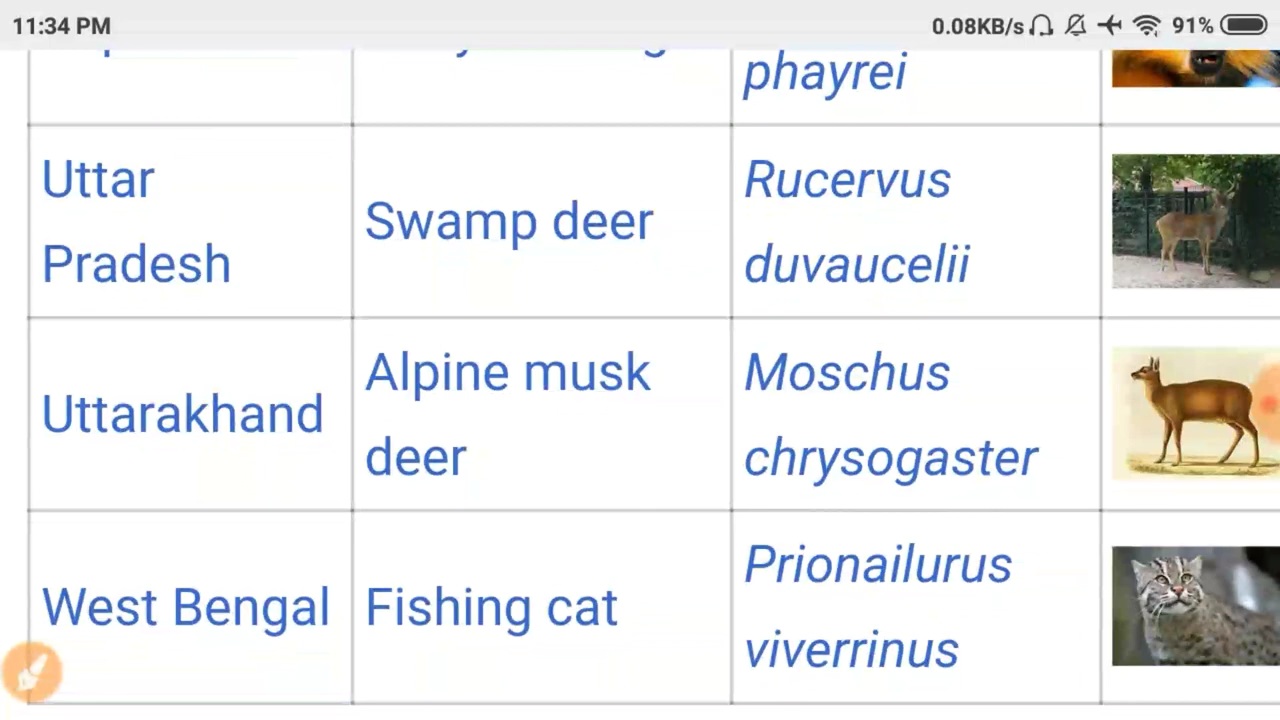 11:34 PM 0.08KB/s 91%
phayrei
Uttar
Pradesh
Swamp deer
Rucervus
duvaucelii
Uttarakhand
Alpine musk
deer
Moschus
chrysogaster
West Bengal
Fishing cat
Prionailurus
viverrinus